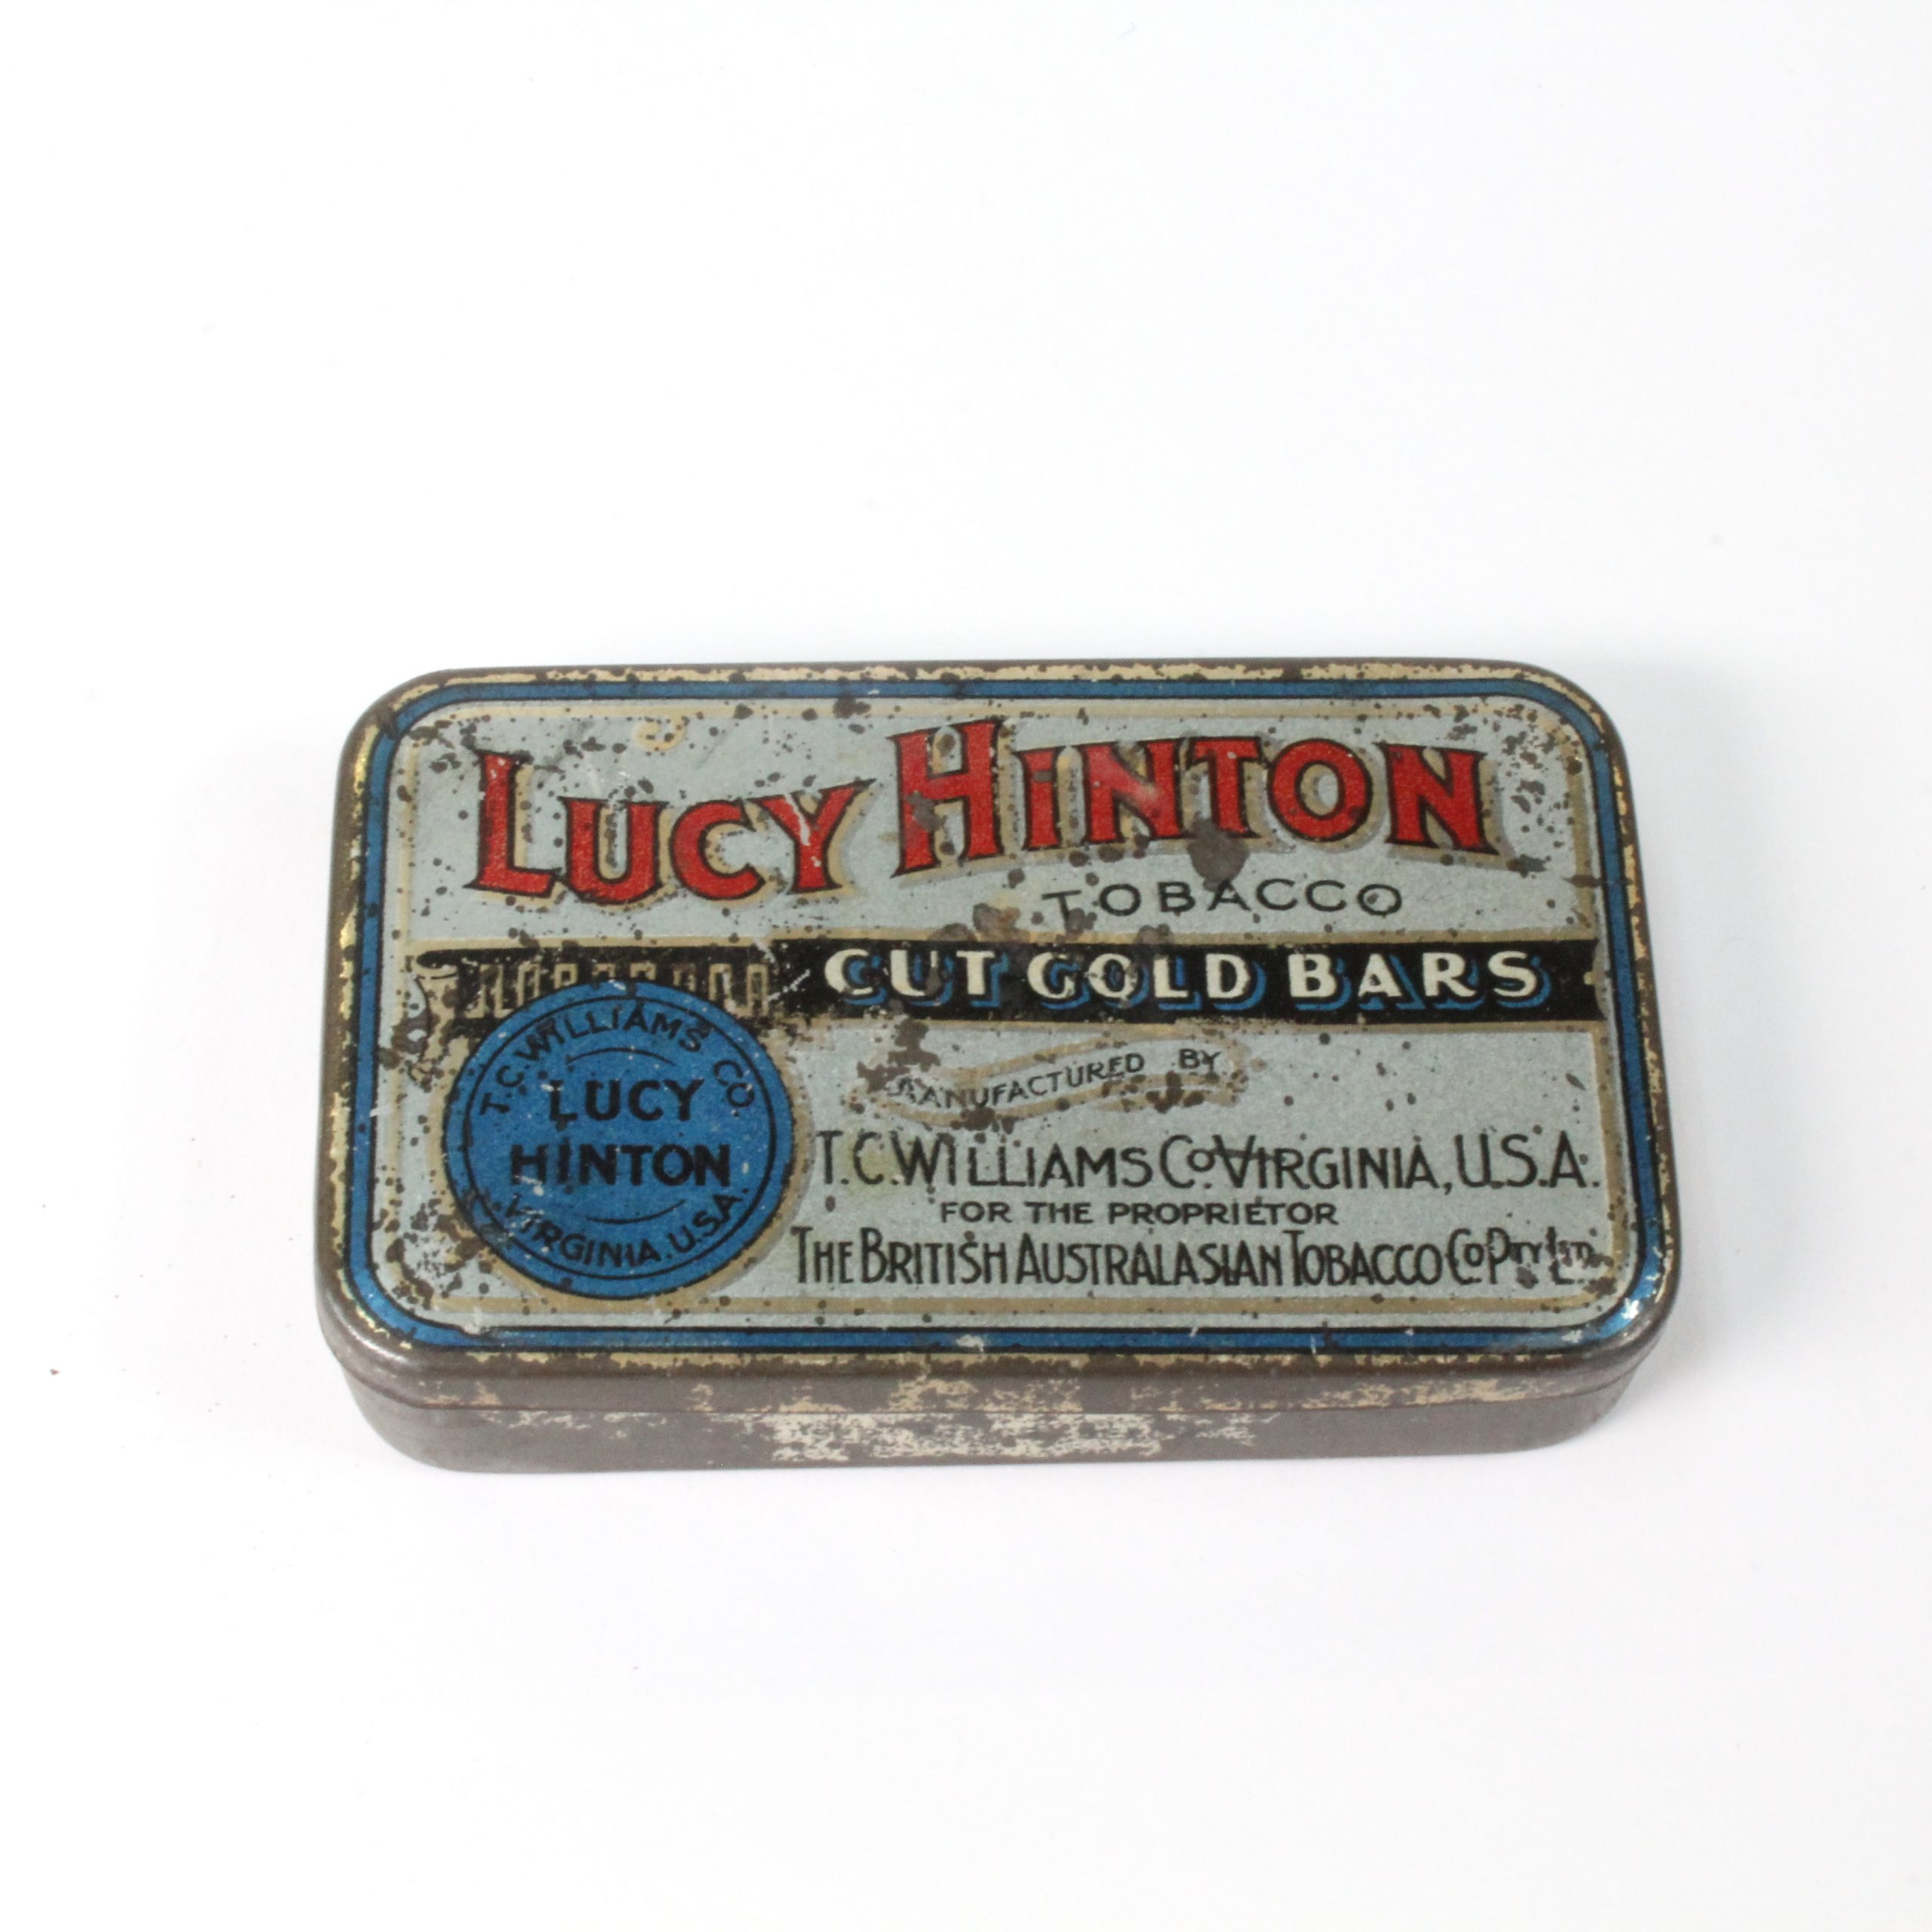 LUCY HINTON
TOBACCO
CUT GOLD BARS
T.C. WILLIAMS CO
LUCY
HINTON
VIRGINIA. U.S.A.
MANUFACTURED BY
T.C. WILLIAMS Co. VIRGINIA, U.S.A.
FOR THE PROPRIETOR
THE BRITISH AUSTRALASIAN TOBACCO Co. PTY LTD.